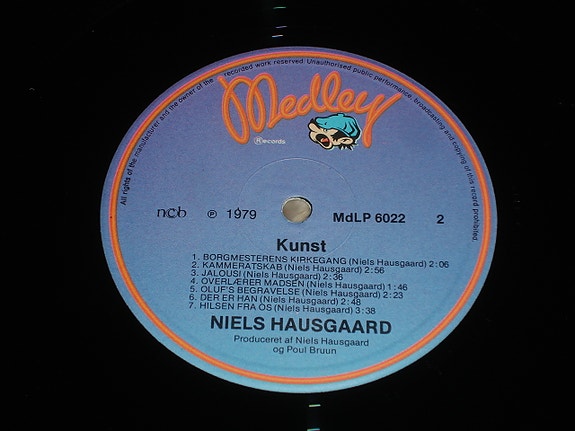 All rights of the manufacturer and the owner of the recorded work reserved. Unauthorised public performance, broadcasting and copying of this record prohibited.
Medley
Records
ncb ℗ 1979 MdLP 6022 2
Kunst
1. BORGMESTERENS KIRKEGANG (Niels Hausgaard) 2:06
2. KAMMERATSKAB (Niels Hausgaard) 2:56
3. JALOUSI (Niels Hausgaard) 2:36
4. OVERLÆRER MADSEN (Niels Hausgaard) 1:46
5. OLUF'S BEGRAVELSE (Niels Hausgaard) 2:23
6. DER ER HAN (Niels Hausgaard) 2:48
7. HILSEN FRA OS (Niels Hausgaard) 3:38
NIELS HAUSGAARD
Produceret af Niels Hausgaard
og Poul Bruun